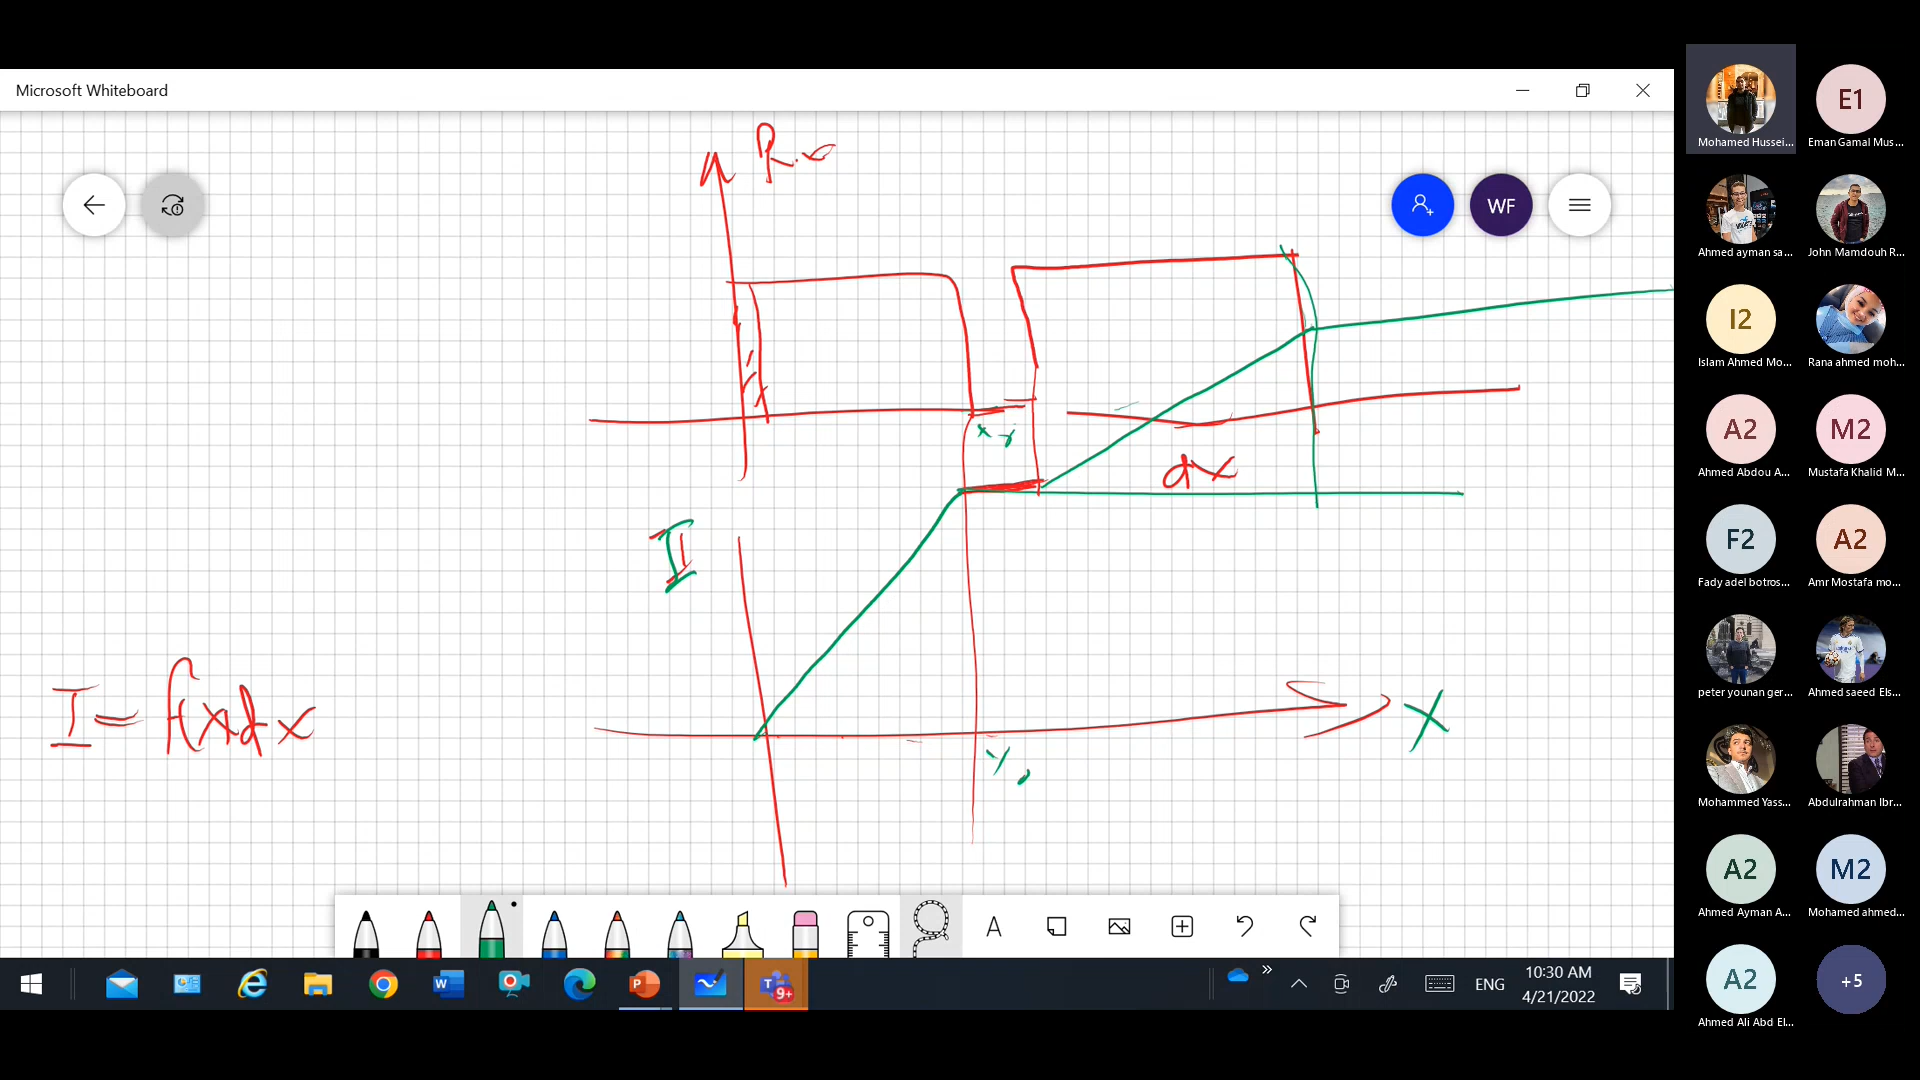 Microsoft Whiteboard
WF
I
dx
X
I = ∫ x dx
A
ENG
10:30 AM
4/21/2022
9+
Mohamed Hussei...
E1
Eman Gamal Mus...
Ahmed ayman sa...
John Mamdouh R...
I2
Islam Ahmed Mo...
Rana ahmed moh...
A2
Ahmed Abdou A...
M2
Mustafa Khalid M...
F2
Fady adel botros...
A2
Amr Mostafa mo...
peter younan ger...
Ahmed saeed Els...
Mohammed Yass...
Abdulrahman Ibr...
A2
Ahmed Ayman A...
M2
Mohamed ahmed...
A2
Ahmed Ali Abd El...
+5